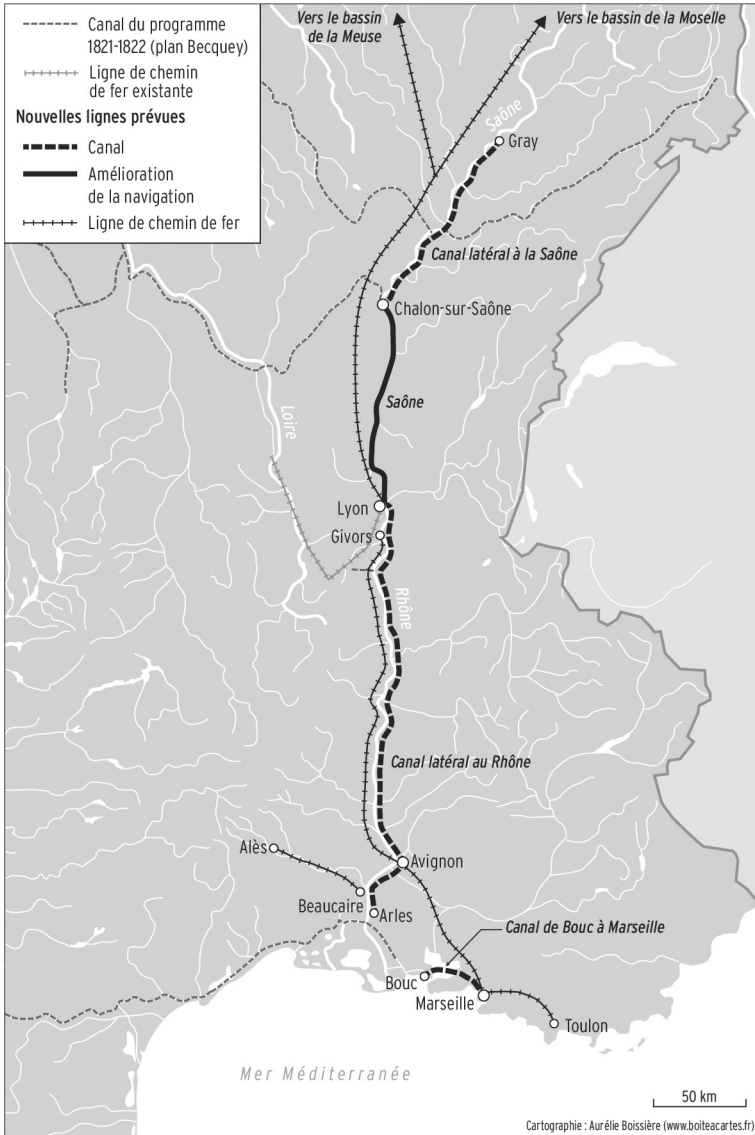 Canal du programme
1821-1822 (plan Becquey)
Ligne de chemin
de fer existante
Nouvelles lignes prévues
Canal
Amélioration
de la navigation
Ligne de chemin de fer
Vers le bassin
de la Meuse
Vers le bassin de la Moselle
Saône
Gray
Canal latéral à la Saône
Chalon-sur-Saône
Saône
Loire
Lyon
Givors
Rhône
Canal latéral au Rhône
Alès
Avignon
Beaucaire
Arles
Canal de Bouc à Marseille
Bouc
Marseille
Toulon
Mer Méditerranée
50 km
Cartographie : Aurélie Boissière (www.boiteacartes.fr)